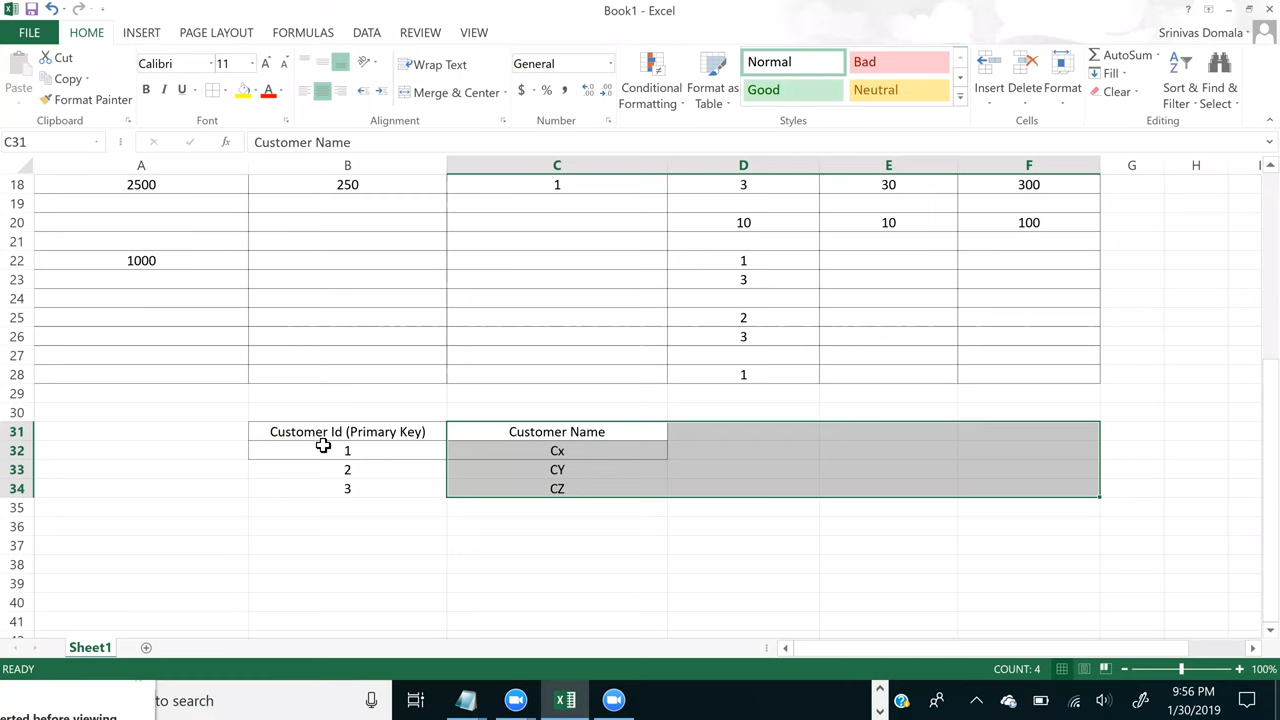 Book1 - Excel
?
FILE HOME INSERT PAGE LAYOUT FORMULAS DATA REVIEW VIEW Srinivas Domala
Paste
Cut
Copy
Format Painter
Clipboard
Calibri 11
B I U
Font
Wrap Text
Merge & Center
Alignment
General
$ % ,
Number
Conditional Formatting
Format as Table
Normal Bad
Good Neutral
Styles
Insert Delete Format
Cells
AutoSum
Fill
Clear
Sort & Filter
Find & Select
Editing
C31 fx Customer Name
A B C D E F G H I
18 2500 250 1 3 30 300
19
20 10 10 100
21
22 1000 1
23 3
24
25 2
26 3
27
28 1
29
30
31 Customer Id (Primary Key) Customer Name
32 1 Cx
33 2 CY
34 3 CZ
35
36
37
38
39
40
41
Sheet1
READY COUNT: 4 100%
to search
erted before viewing
9:56 PM
1/30/2019